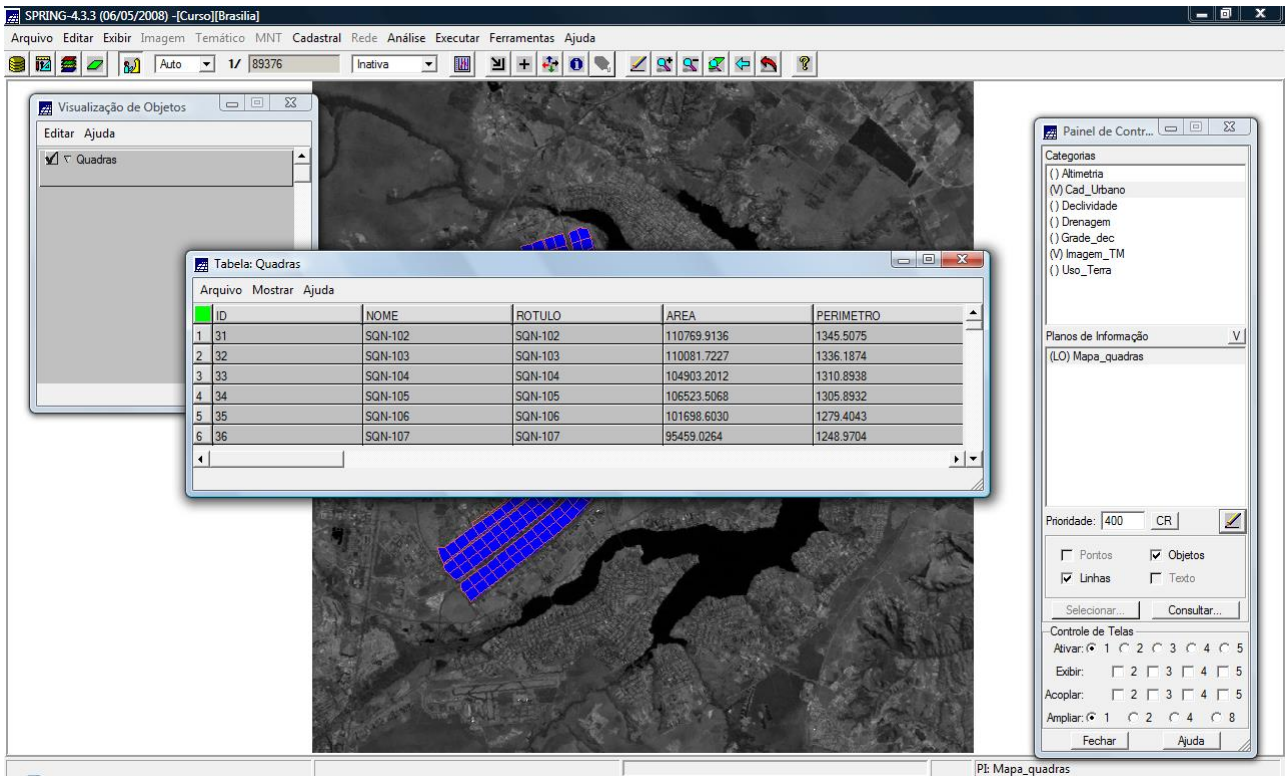 SPRING-4.3.3 (06/05/2008) -[Curso][Brasilia]
Arquivo Editar Exibir Imagem Temático MNT Cadastral Rede Análise Executar Ferramentas Ajuda
Auto 1/ 89376 Inativa
Visualização de Objetos
Editar Ajuda
V Quadras
Tabela: Quadras
Arquivo Mostrar Ajuda
ID NOME ROTULO AREA PERIMETRO
1 31 SQN-102 SQN-102 110769.9136 1345.5075
2 32 SQN-103 SQN-103 110081.7227 1336.1874
3 33 SQN-104 SQN-104 104903.2012 1310.8938
4 34 SQN-105 SQN-105 106523.5068 1305.8932
5 35 SQN-106 SQN-106 101698.6030 1279.4043
6 36 SQN-107 SQN-107 95459.0264 1248.9704
Painel de Contr...
Categorias
( ) Altimetria
(V) Cad_Urbano
( ) Declividade
( ) Drenagem
( ) Grade_dec
(V) Imagem_TM
( ) Uso_Terra
Planos de Informação V
(LO) Mapa_quadras
Prioridade: 400 CR
Pontos Objetos
Linhas Texto
Selecionar... Consultar...
Controle de Telas
Ativar: 1 2 3 4 5
Exibir: 2 3 4 5
Acoplar: 2 3 4 5
Ampliar: 1 2 4 8
Fechar Ajuda
PI: Mapa_quadras